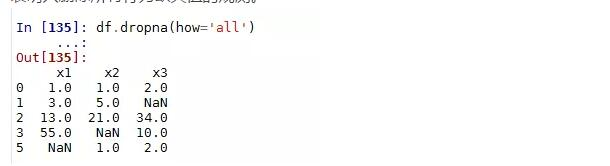 In [135]: df.dropna(how='all')
...:
Out[135]:
x1 x2 x3
0 1.0 1.0 2.0
1 3.0 5.0 NaN
2 13.0 21.0 34.0
3 55.0 NaN 10.0
5 NaN 1.0 2.0